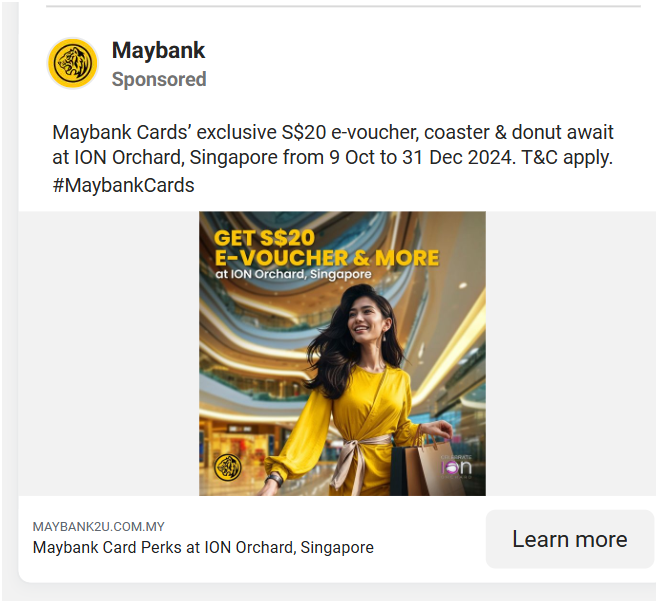 Maybank
Sponsored
Maybank Cards’ exclusive S$20 e-voucher, coaster & donut await
at ION Orchard, Singapore from 9 Oct to 31 Dec 2024. T&C apply.
#MaybankCards
GET S$20
E-VOUCHER & MORE
at ION Orchard, Singapore
CELEBRATE
ion
ORCHARD
MAYBANK2U.COM.MY
Maybank Card Perks at ION Orchard, Singapore
Learn more